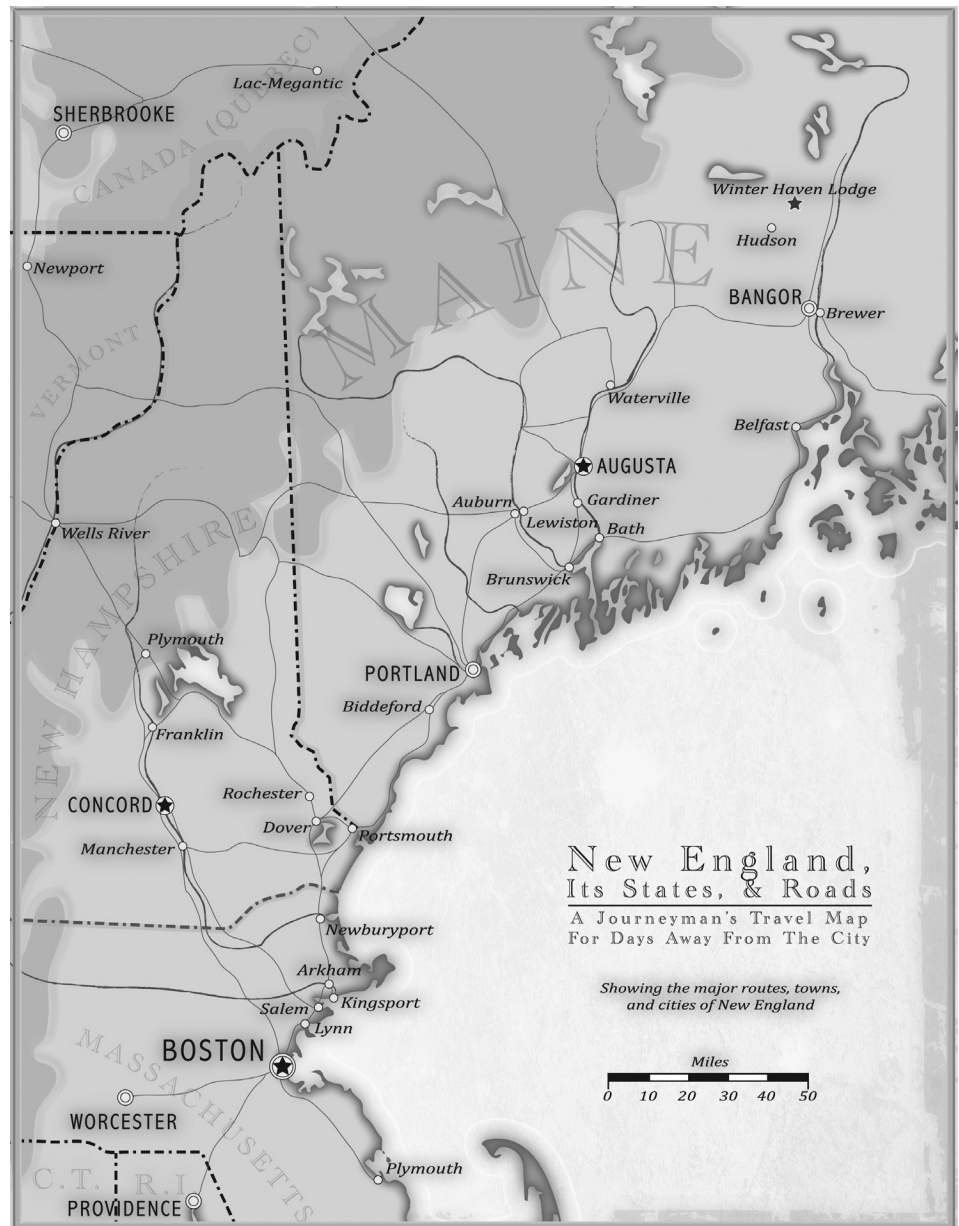 Lac-Megantic
SHERBROOKE
CANADA (QUEBEC)
Winter Haven Lodge
Hudson
Newport
MAINE
BANGOR
Brewer
VERMONT
Waterville
Belfast
AUGUSTA
Auburn
Gardiner
Lewiston
Wells River
Bath
Brunswick
NEW HAMPSHIRE
Plymouth
PORTLAND
Biddeford
Franklin
Rochester
CONCORD
Dover
Portsmouth
Manchester
New England,
Its States, & Roads
A Journeyman's Travel Map
For Days Away From The City
Newburyport
Arkham
Kingsport
Showing the major routes, towns,
and cities of New England
Salem
Lynn
BOSTON
Miles
0 10 20 30 40 50
MASSACHUSETTS
WORCESTER
Plymouth
C.T.
R.I
PROVIDENCE